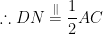 ∴ DN ∥= 1/2 AC